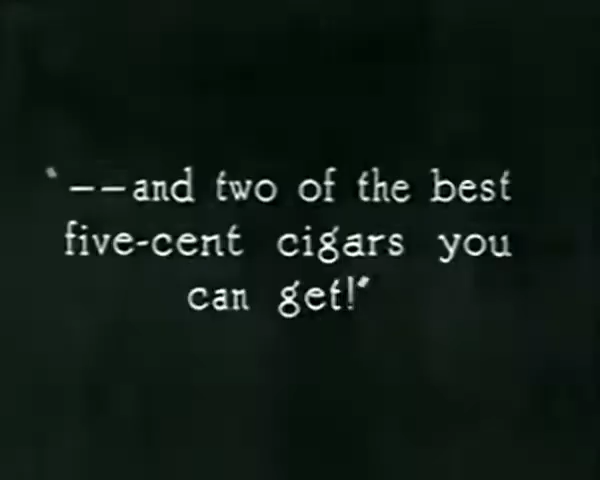 "--and two of the best
five-cent cigars you
can get!"